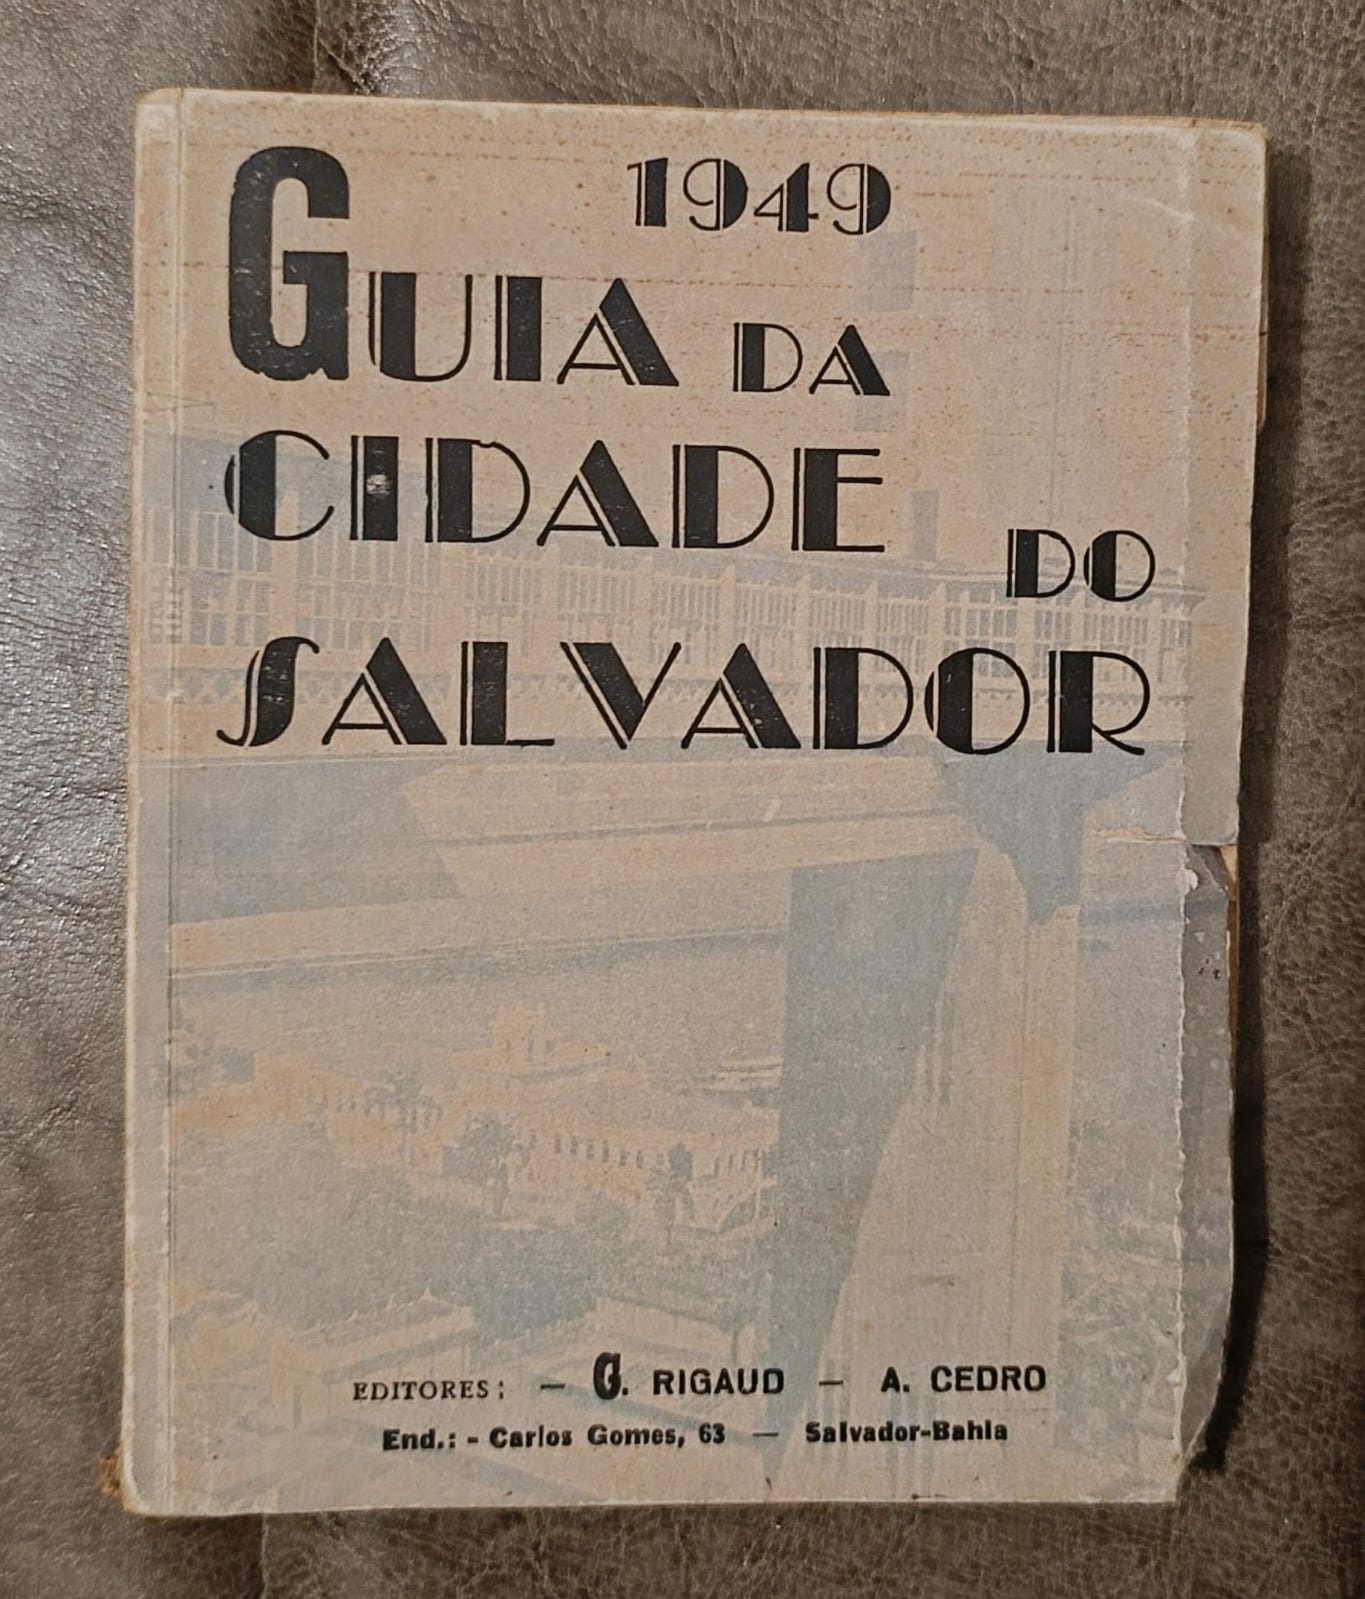 1949
GUIA DA
CIDADE DO
SALVADOR
EDITORES: — G. RIGAUD — A. CEDRO
End.: - Carlos Gomes, 63 — Salvador-Bahia